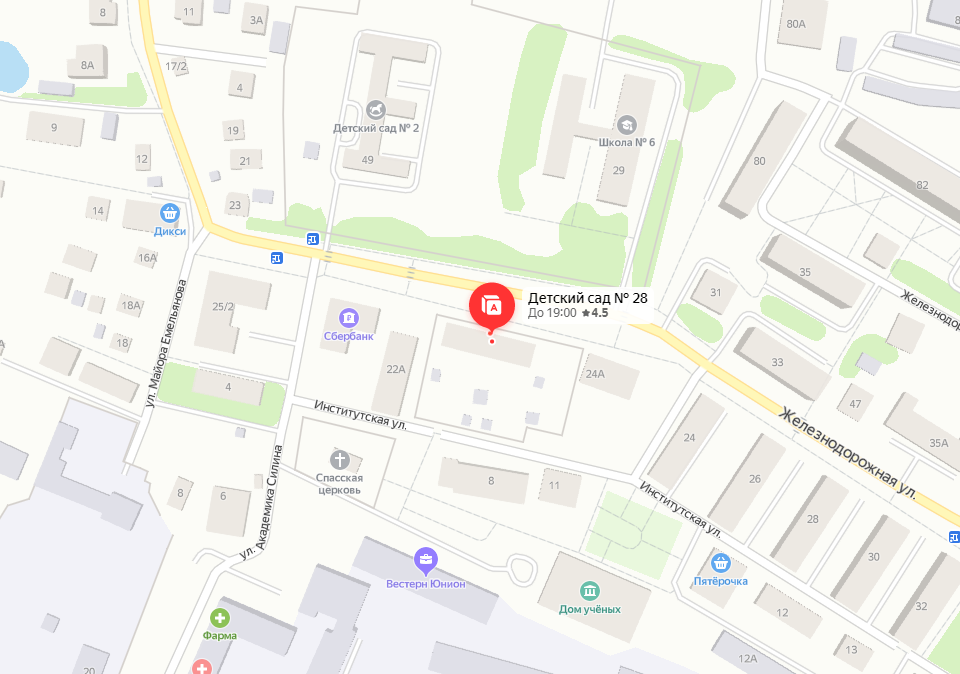 8
11
3А
80А
8А
17/2
4
Детский сад № 2
Школа № 6
9
19
12
21
49
29
80
82
14
23
Дикси
16А
35
31
Железнодорож
25/2
18А
Сбербанк
Детский сад № 28
До 19:00 ★4.5
18
22А
24А
33
ул. Майора Емельянова
4
47
Институтская ул.
Железнодорожная ул.
24
35А
Спасская
церковь
ул. Академика Силина
8
6
8
11
26
Институтская ул.
28
30
Вестерн Юнион
Пятёрочка
Дом учёных
12
32
Фарма
13
12А
20